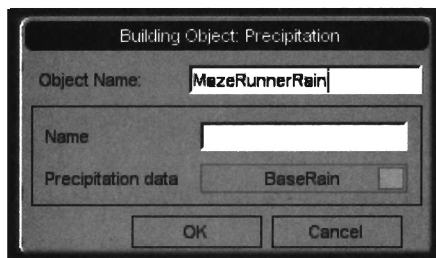 Building Object: Precipitation
Object Name: MazeRunnerRain
Name
Precipitation data BaseRain
OK Cancel